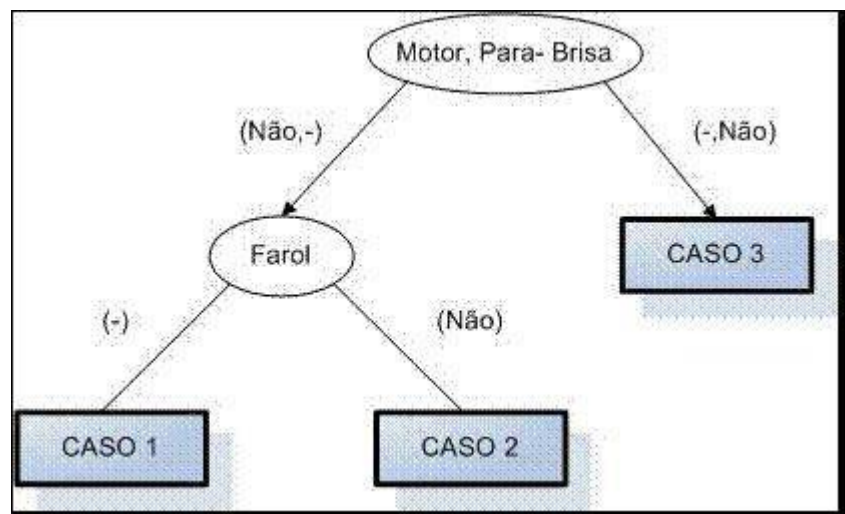 Motor, Para- Brisa
(Não,-)
(-,Não)
Farol
CASO 3
(-)
(Não)
CASO 1
CASO 2